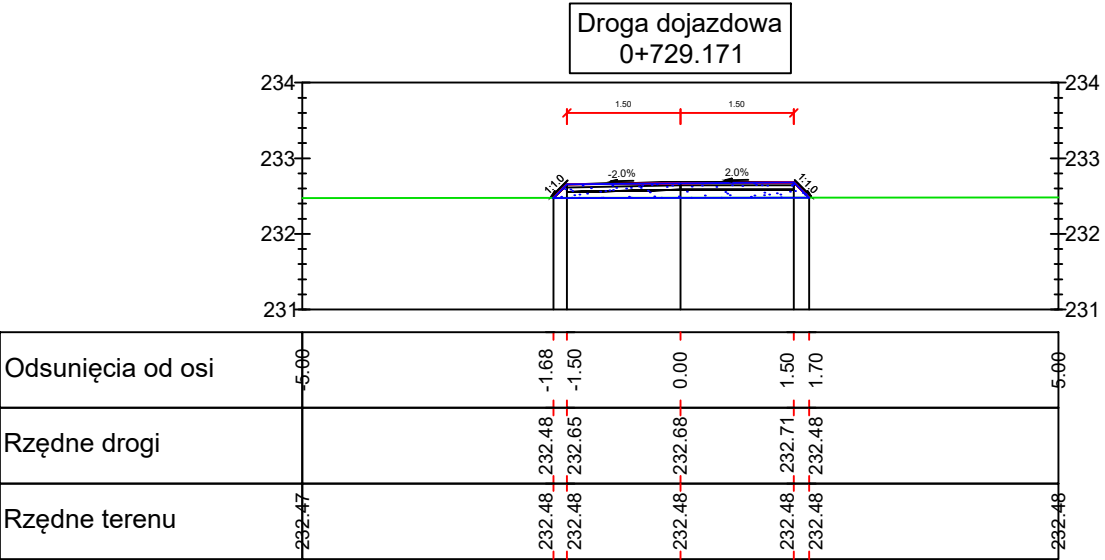 Droga dojazdowa
0+729.171
234 234
1.50 1.50
233 233
1:1.0 -2.0% 2.0% 1:1.0
232 232
231 231
Odsunięcia od osi -5.00 -1.68 -1.50 0.00 1.50 1.70 5.00
Rzędne drogi 232.48 232.65 232.68 232.71 232.48
Rzędne terenu 232.47 232.48 232.48 232.48 232.48 232.48 232.48